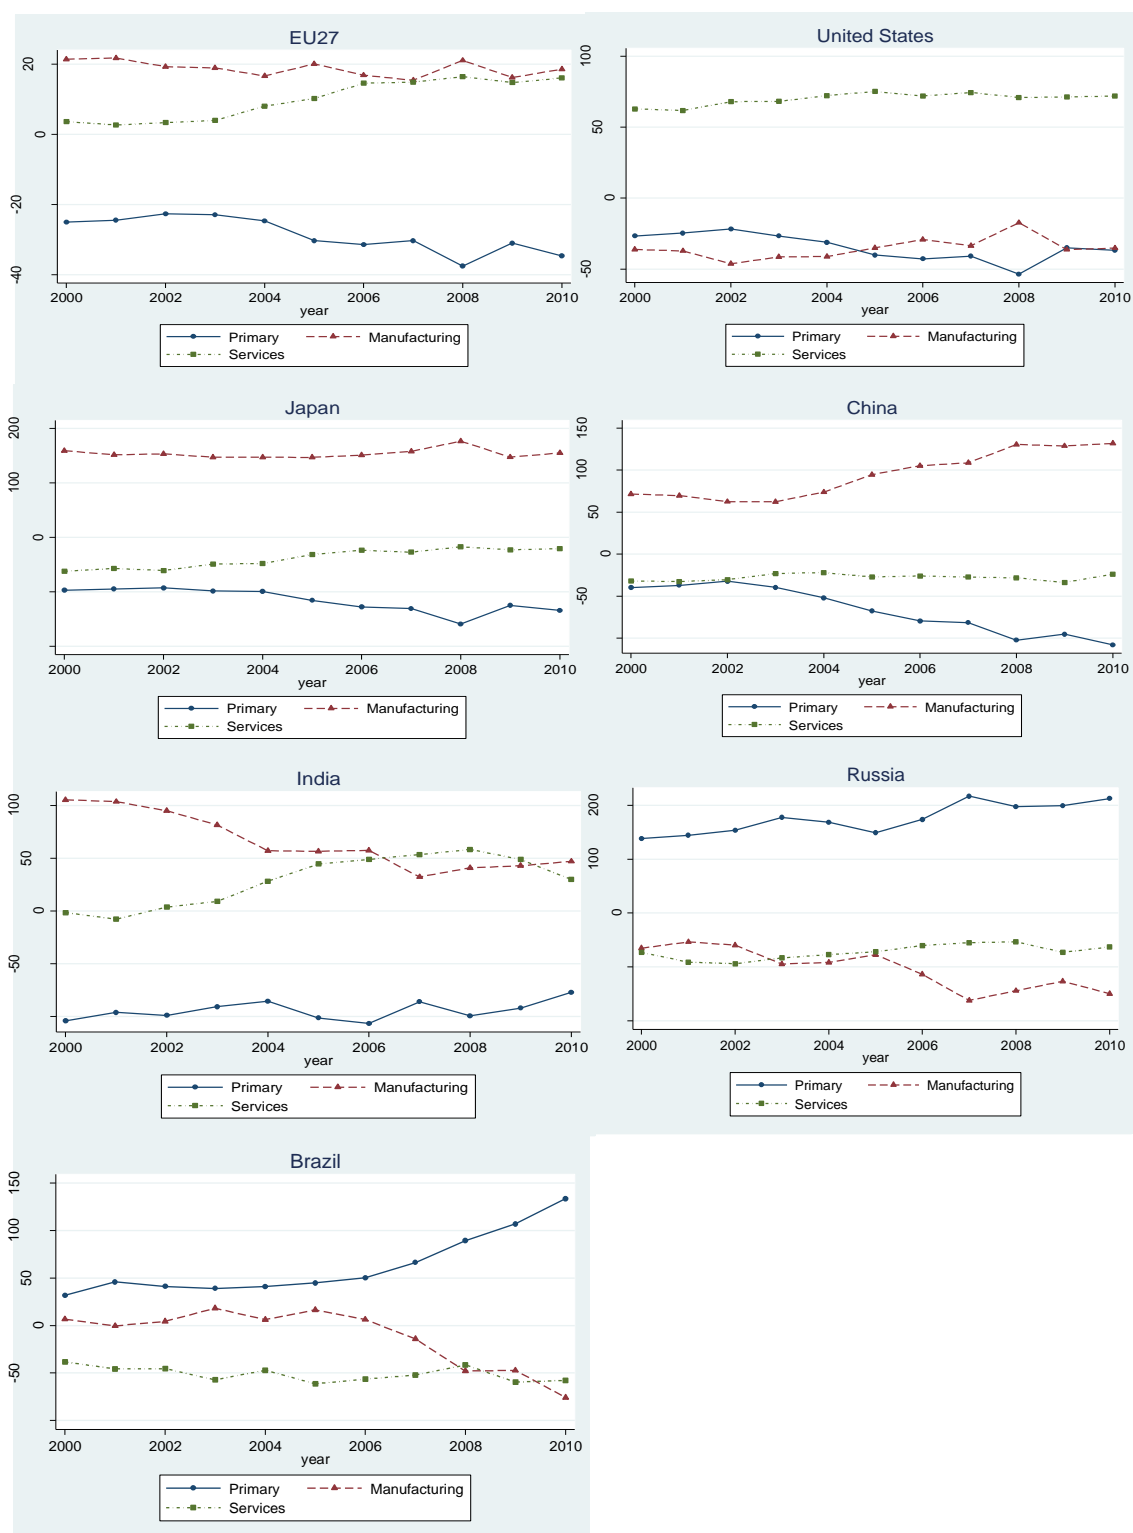 EU27
20
0
-20
-40
2000 2002 2004 2006 2008 2010
year
Primary Manufacturing
Services
United States
100
50
0
-50
2000 2002 2004 2006 2008 2010
year
Primary Manufacturing
Services
Japan
200
100
0
2000 2002 2004 2006 2008 2010
year
Primary Manufacturing
Services
China
150
100
50
0
-50
2000 2002 2004 2006 2008 2010
year
Primary Manufacturing
Services
India
100
50
0
-50
2000 2002 2004 2006 2008 2010
year
Primary Manufacturing
Services
Russia
200
100
0
2000 2002 2004 2006 2008 2010
year
Primary Manufacturing
Services
Brazil
150
100
50
0
-50
2000 2002 2004 2006 2008 2010
year
Primary Manufacturing
Services